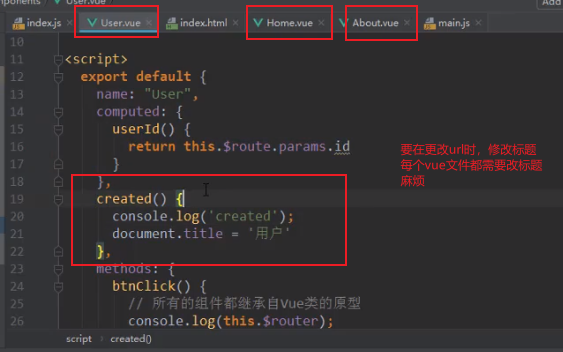 components
User.vue
Add
index.js ×
User.vue ×
index.html ×
Home.vue ×
About.vue ×
main.js ×
10
11 <script>
12 export default {
13 name: "User",
14 computed: {
15 userId() {
16 return this.$route.params.id
17 }
18 },
19 created() {
20 console.log('created');
21 document.title = '用户'
22 },
23 methods: {
24 btnClick() {
25 // 所有的组件都继承自Vue类的原型
26 console.log(this.$router);
要在更改url时,修改标题
每个vue文件都需要改标题
麻烦
script › created()